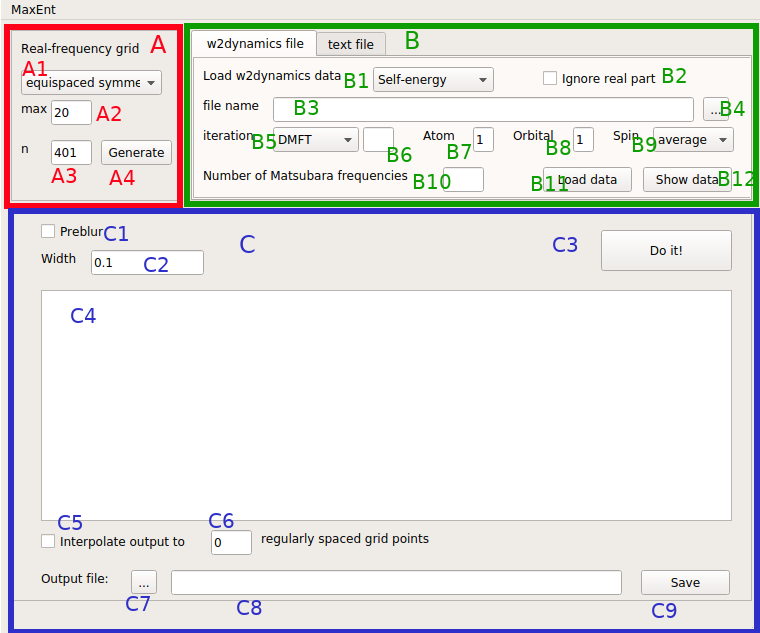 MaxEnt
Real-frequency grid A
A1
equispaced symme
max 20 A2
n 401 Generate
A3 A4
w2dynamics file text file B
Load w2dynamics data B1 Self-energy Ignore real part B2
file name B3 ... B4
iteration B5 DMFT B6 Atom 1 B7 Orbital 1 B8 Spin B9 average
Number of Matsubara frequencies B10 B11 Load data Show data B12
Preblur C1 C C3 Do it!
Width 0.1 C2
C4
C5 C6
Interpolate output to 0 regularly spaced grid points
Output file: ... Save
C7 C8 C9